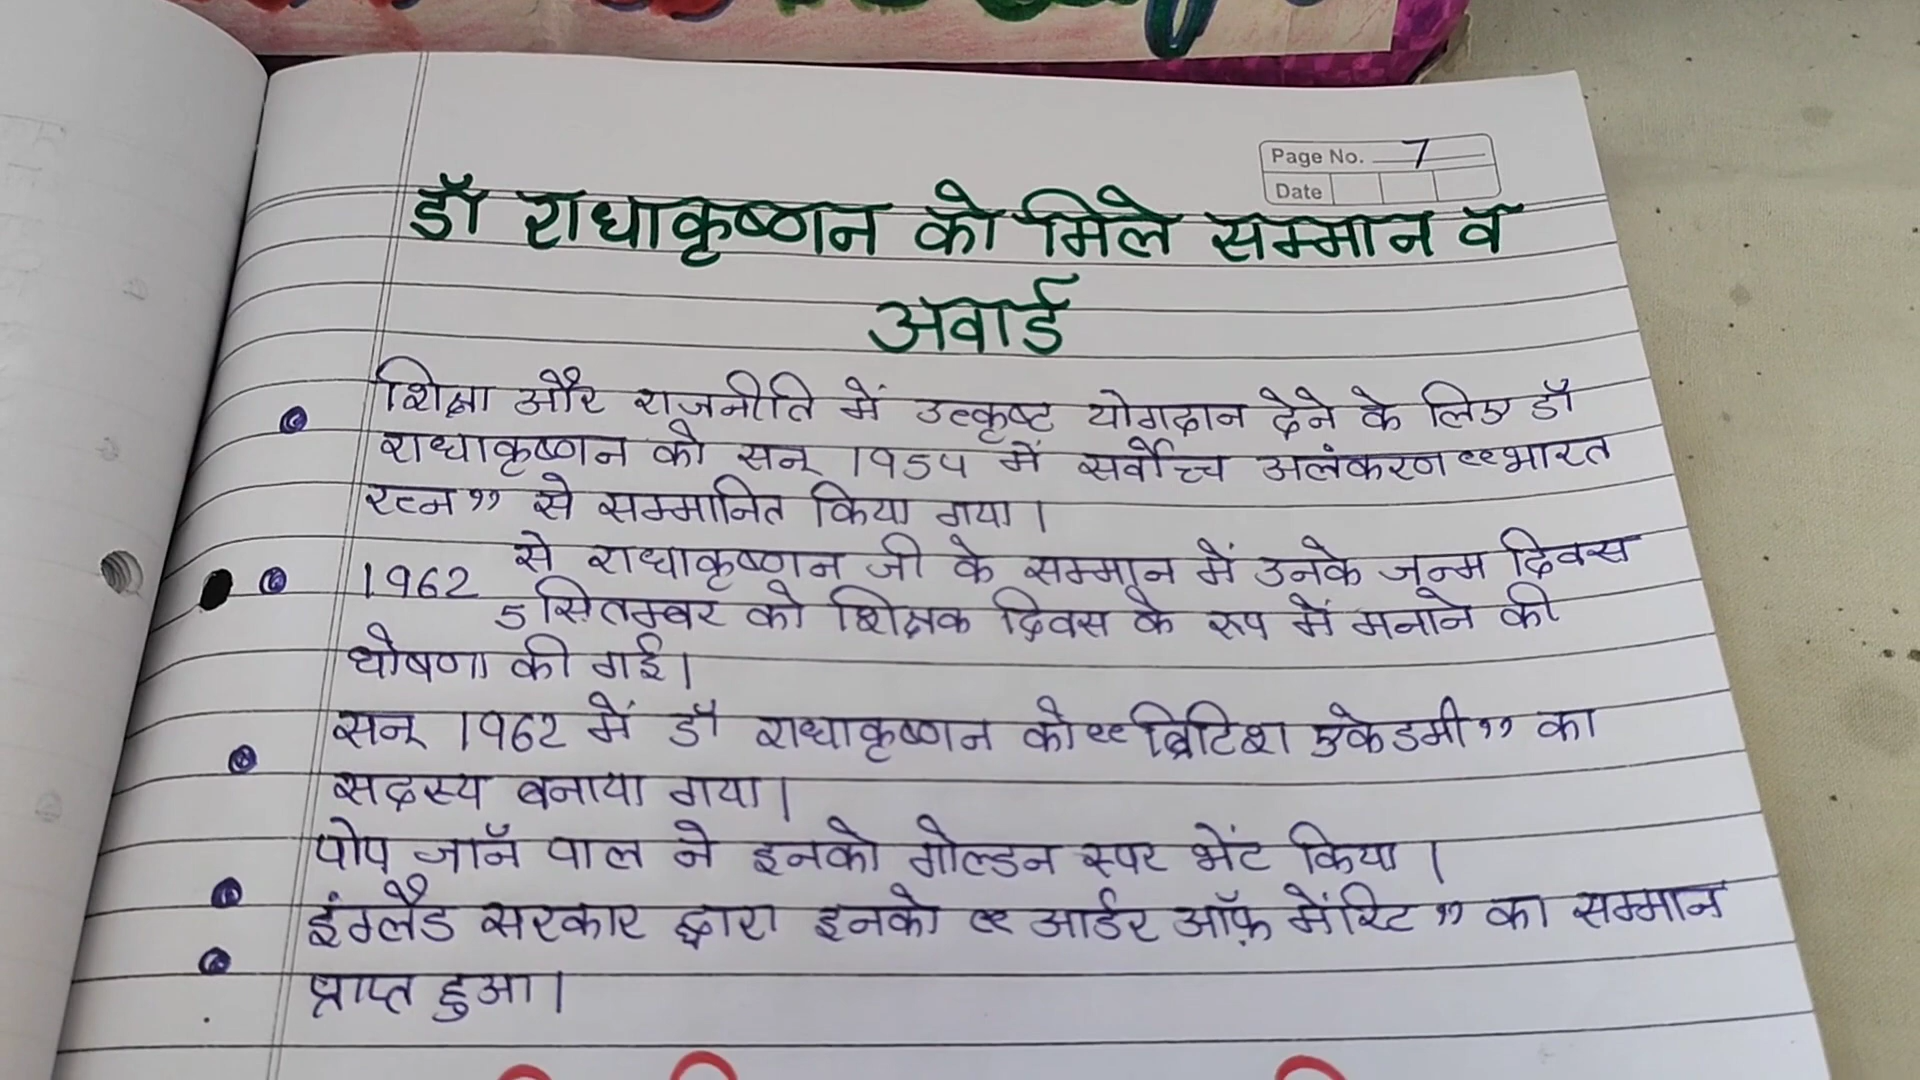 Page No. 7
Date
डॉ राधाकृष्णन को मिले सम्मान व
अवार्ड
शिक्षा और राजनीति में उत्कृष्ट योगदान देने के लिए डॉ
राधाकृष्णन को सन् 1954 में सर्वोच्च अलंकरण “भारत
रत्न” से सम्मानित किया गया।
1962 से राधाकृष्णन जी के सम्मान में उनके जन्म दिवस
5 सितम्बर को शिक्षक दिवस के रूप में मनाने की
घोषणा की गई।
सन् 1962 में डॉ राधाकृष्णन को “ब्रिटिश एकेडमी” का
सदस्य बनाया गया।
पोप जॉन पाल ने इनको गोल्डन स्पर भेंट किया।
इंग्लैंड सरकार द्वारा इनको “आर्डर ऑफ़ मेंरिट” का सम्मान
प्राप्त हुआ।